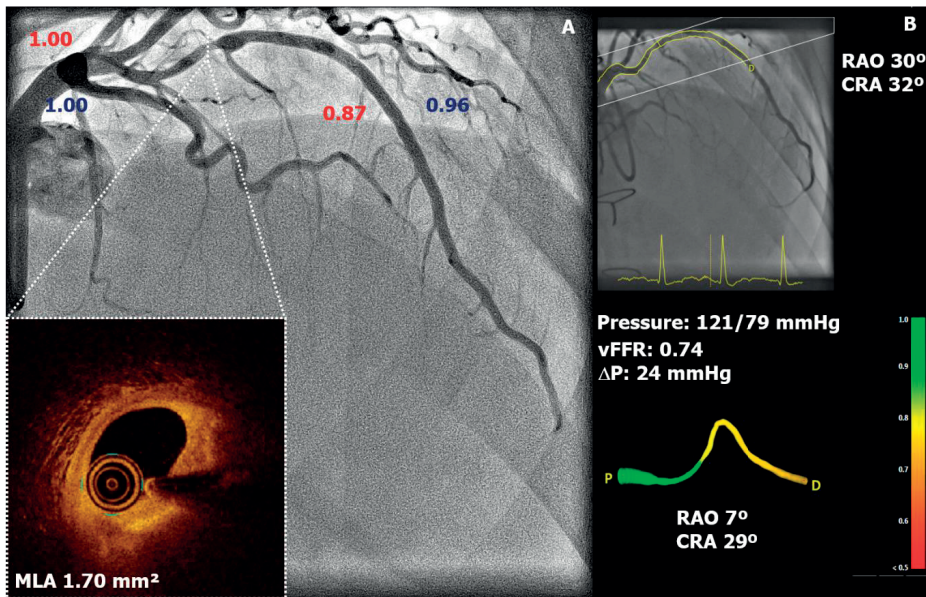 A
1.00
1.00
0.87
0.96
MLA 1.70 mm²
B
RAO 30º
CRA 32º
D
Pressure: 121/79 mmHg
vFFR: 0.74
ΔP: 24 mmHg
P
D
RAO 7º
CRA 29º
1.0
0.9
0.8
0.7
0.6
< 0.5